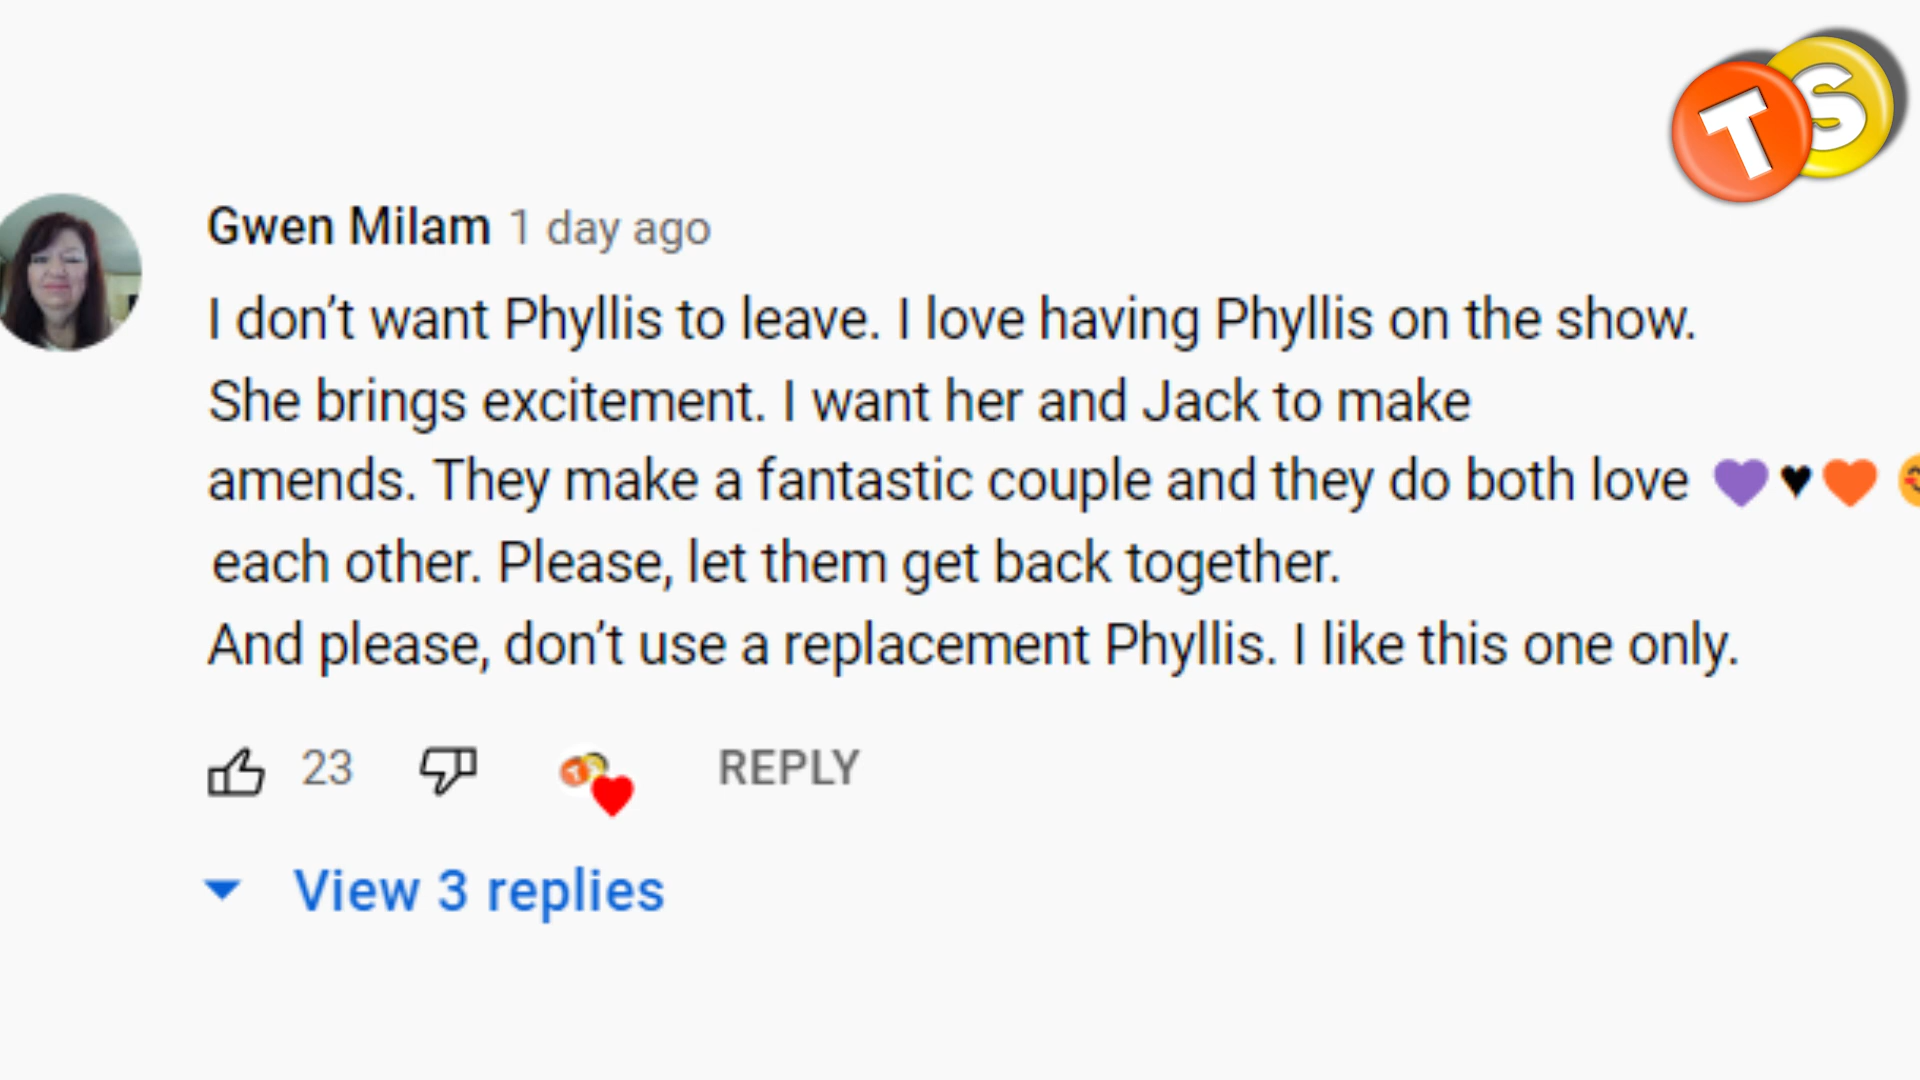 TS
Gwen Milam 1 day ago
I don’t want Phyllis to leave. I love having Phyllis on the show.
She brings excitement. I want her and Jack to make
amends. They make a fantastic couple and they do both love 💜♥🧡
each other. Please, let them get back together.
And please, don’t use a replacement Phyllis. I like this one only.
23 REPLY
View 3 replies